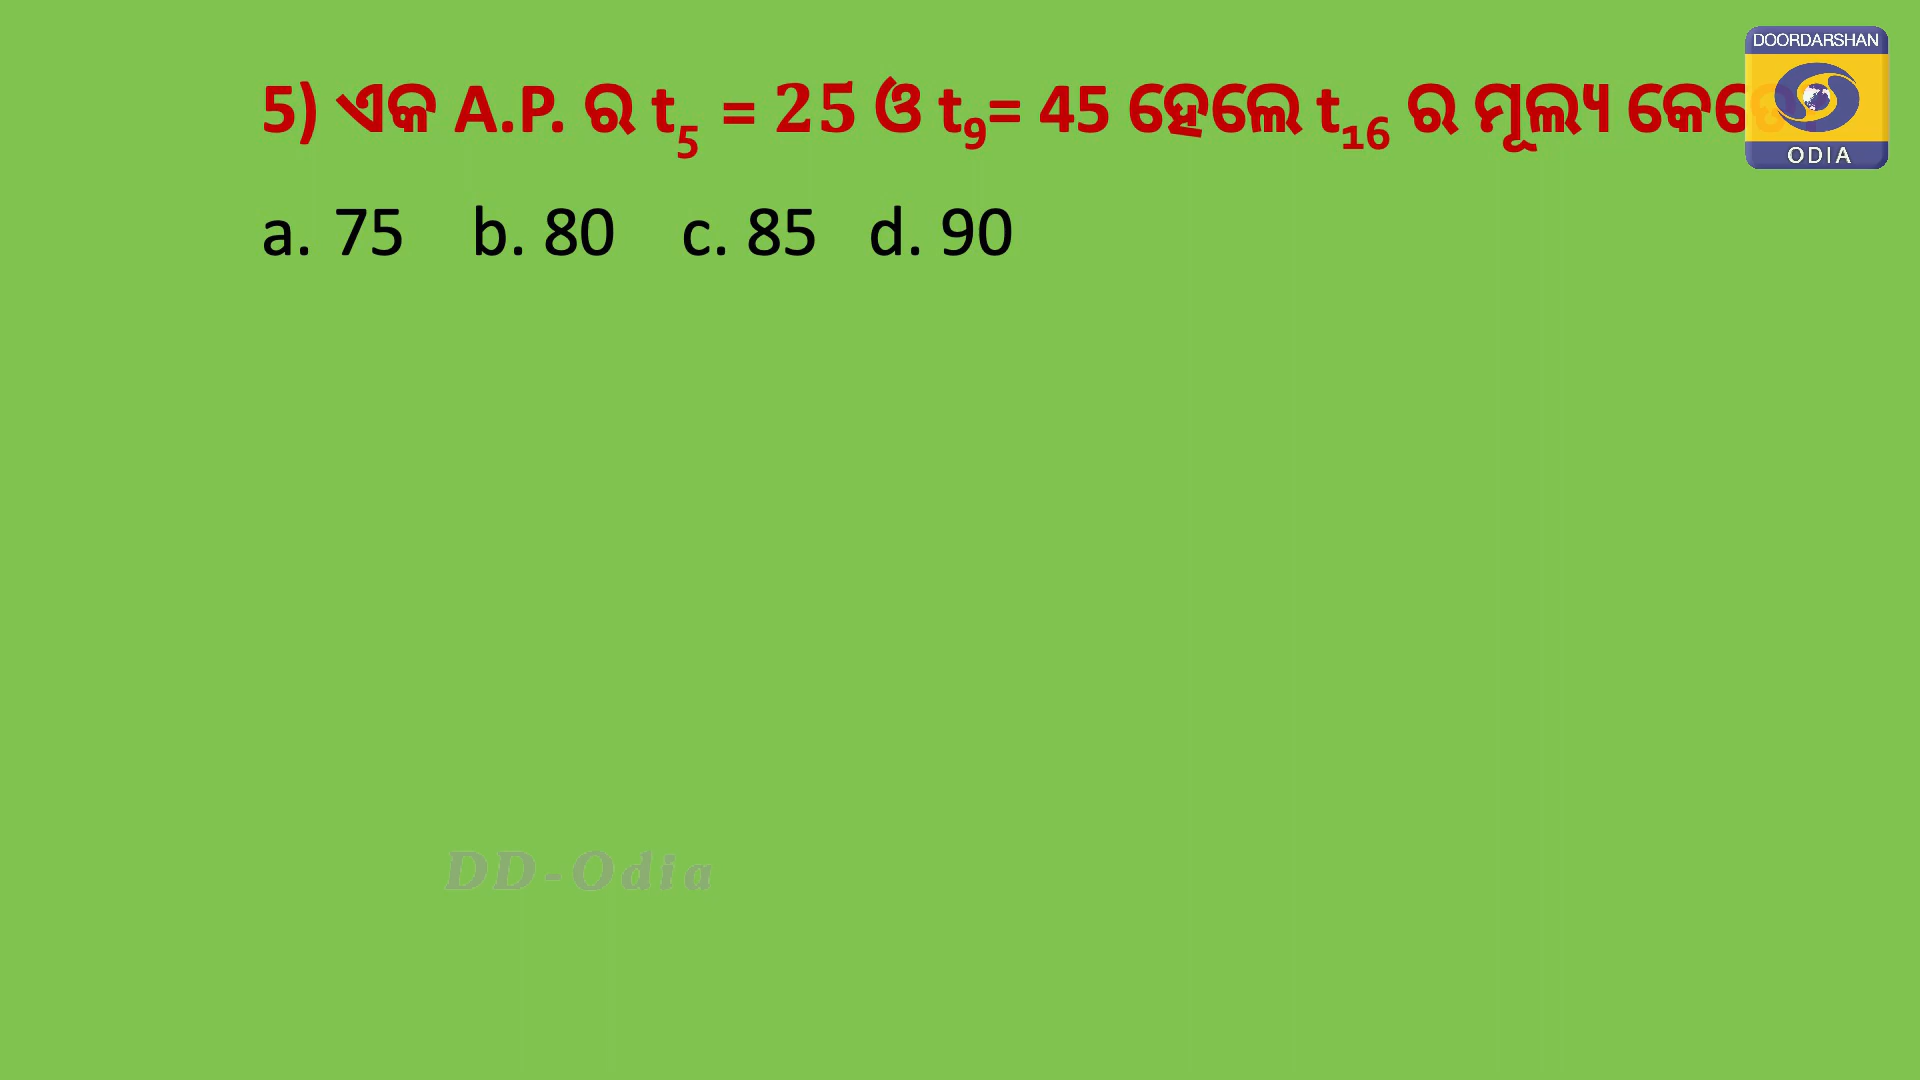 5) ଏକ A.P. ର t₅ = 25 ଓ t₉= 45 ହେଲେ t₁₆ ର ମୂଲ୍ୟ
a. 75 b. 80 c. 85 d. 90
DOORDARSHAN
ODIA
DD-Odia